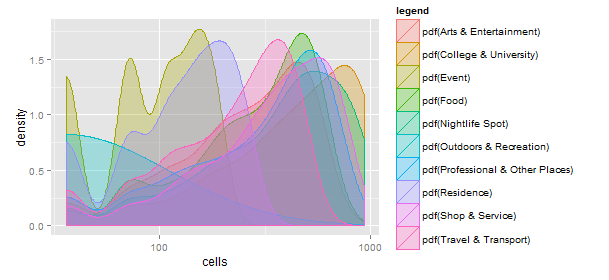 legend
pdf(Arts & Entertainment)
pdf(College & University)
pdf(Event)
pdf(Food)
pdf(Nightlife Spot)
pdf(Outdoors & Recreation)
pdf(Professional & Other Places)
pdf(Residence)
pdf(Shop & Service)
pdf(Travel & Transport)
density
1.5
1.0
0.5
0.0
100
1000
cells